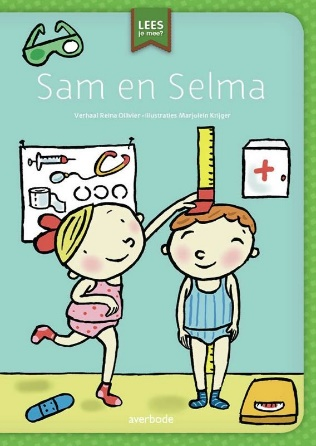 LEES
je mee?
Sam en Selma
Verhaal Reina Ollivier • illustraties Marjolein Krijger
averbode